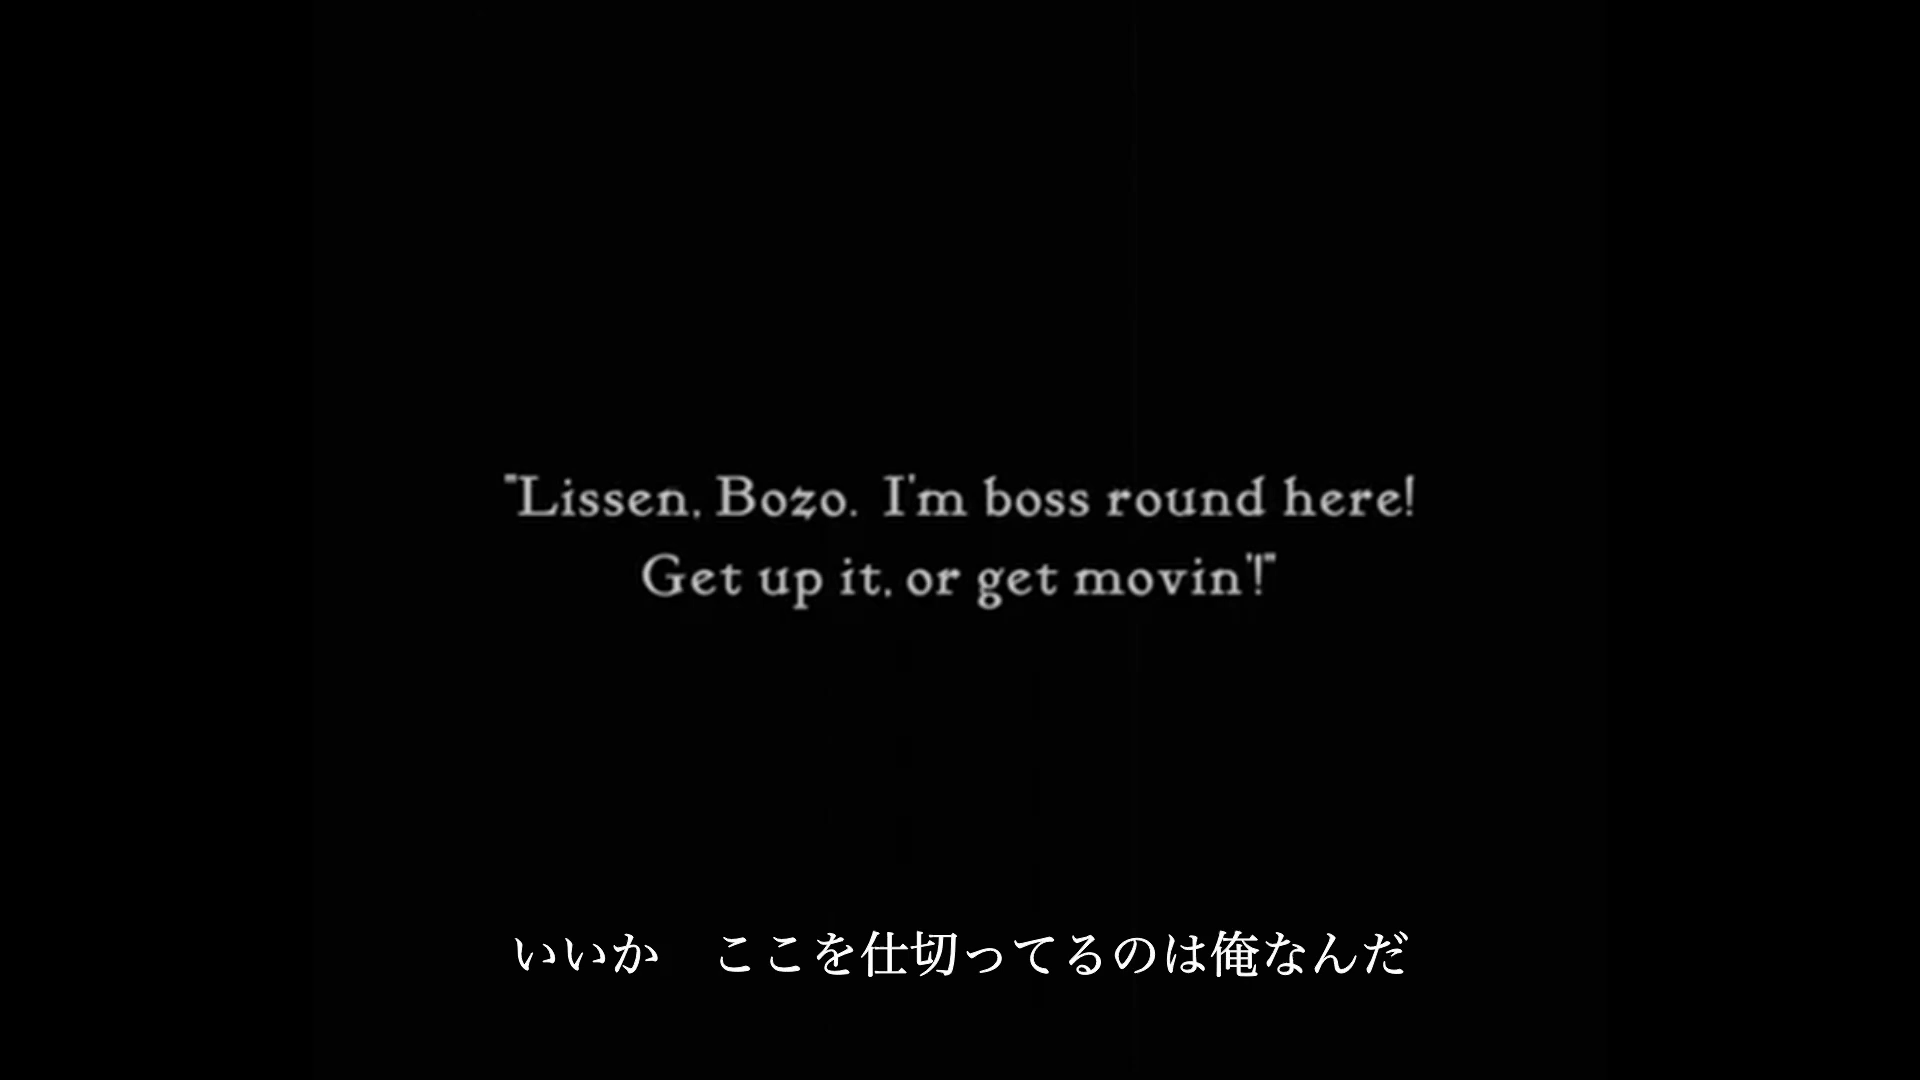 "Lissen, Bozo. I'm boss round here!
Get up it, or get movin'!"
いいか　ここを仕切ってるのは俺なんだ